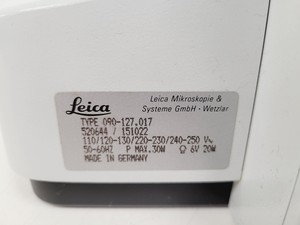 Leica
Leica Mikroskopie &
Systeme GmbH - Wetzlar
TYPE 090-127.017
520644 / 151022
110/120-130/220-230/240-250 V~
50-60HZ P MAX.30W 6V 20W
MADE IN GERMANY